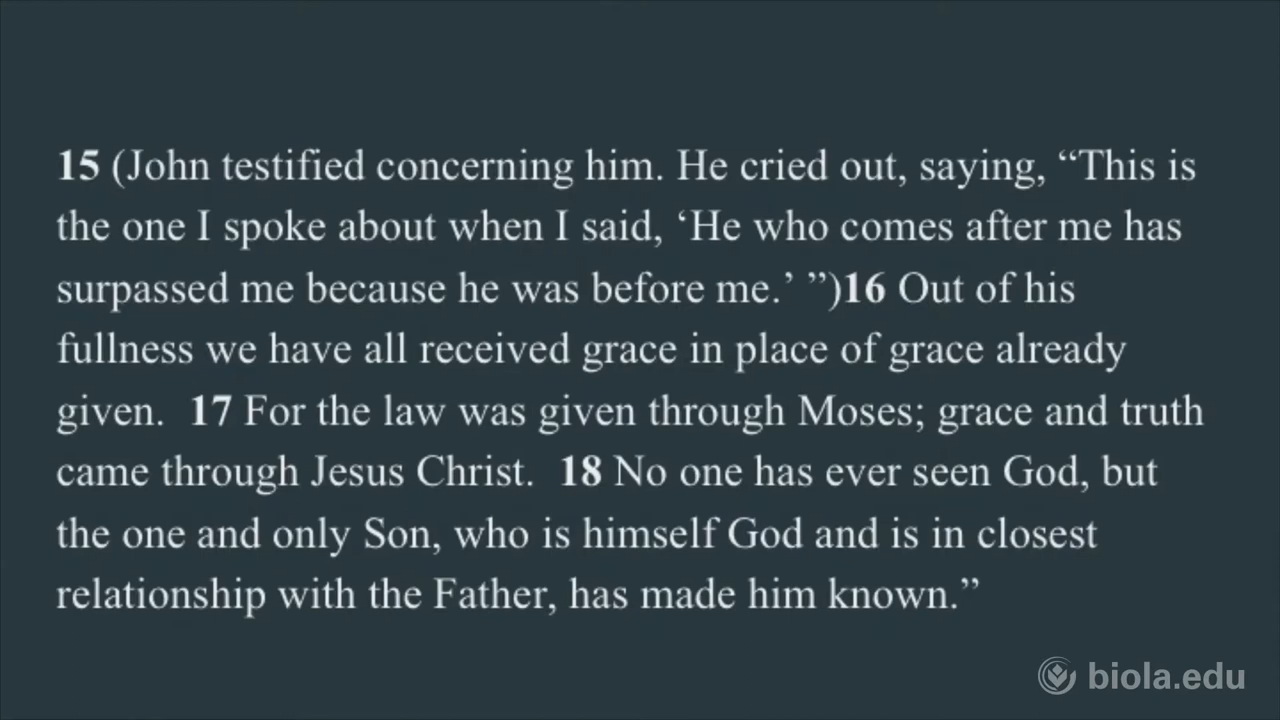 15 (John testified concerning him. He cried out, saying, “This is
the one I spoke about when I said, ‘He who comes after me has
surpassed me because he was before me.’ ”)16 Out of his
fullness we have all received grace in place of grace already
given.  17 For the law was given through Moses; grace and truth
came through Jesus Christ.  18 No one has ever seen God, but
the one and only Son, who is himself God and is in closest
relationship with the Father, has made him known.”
biola.edu